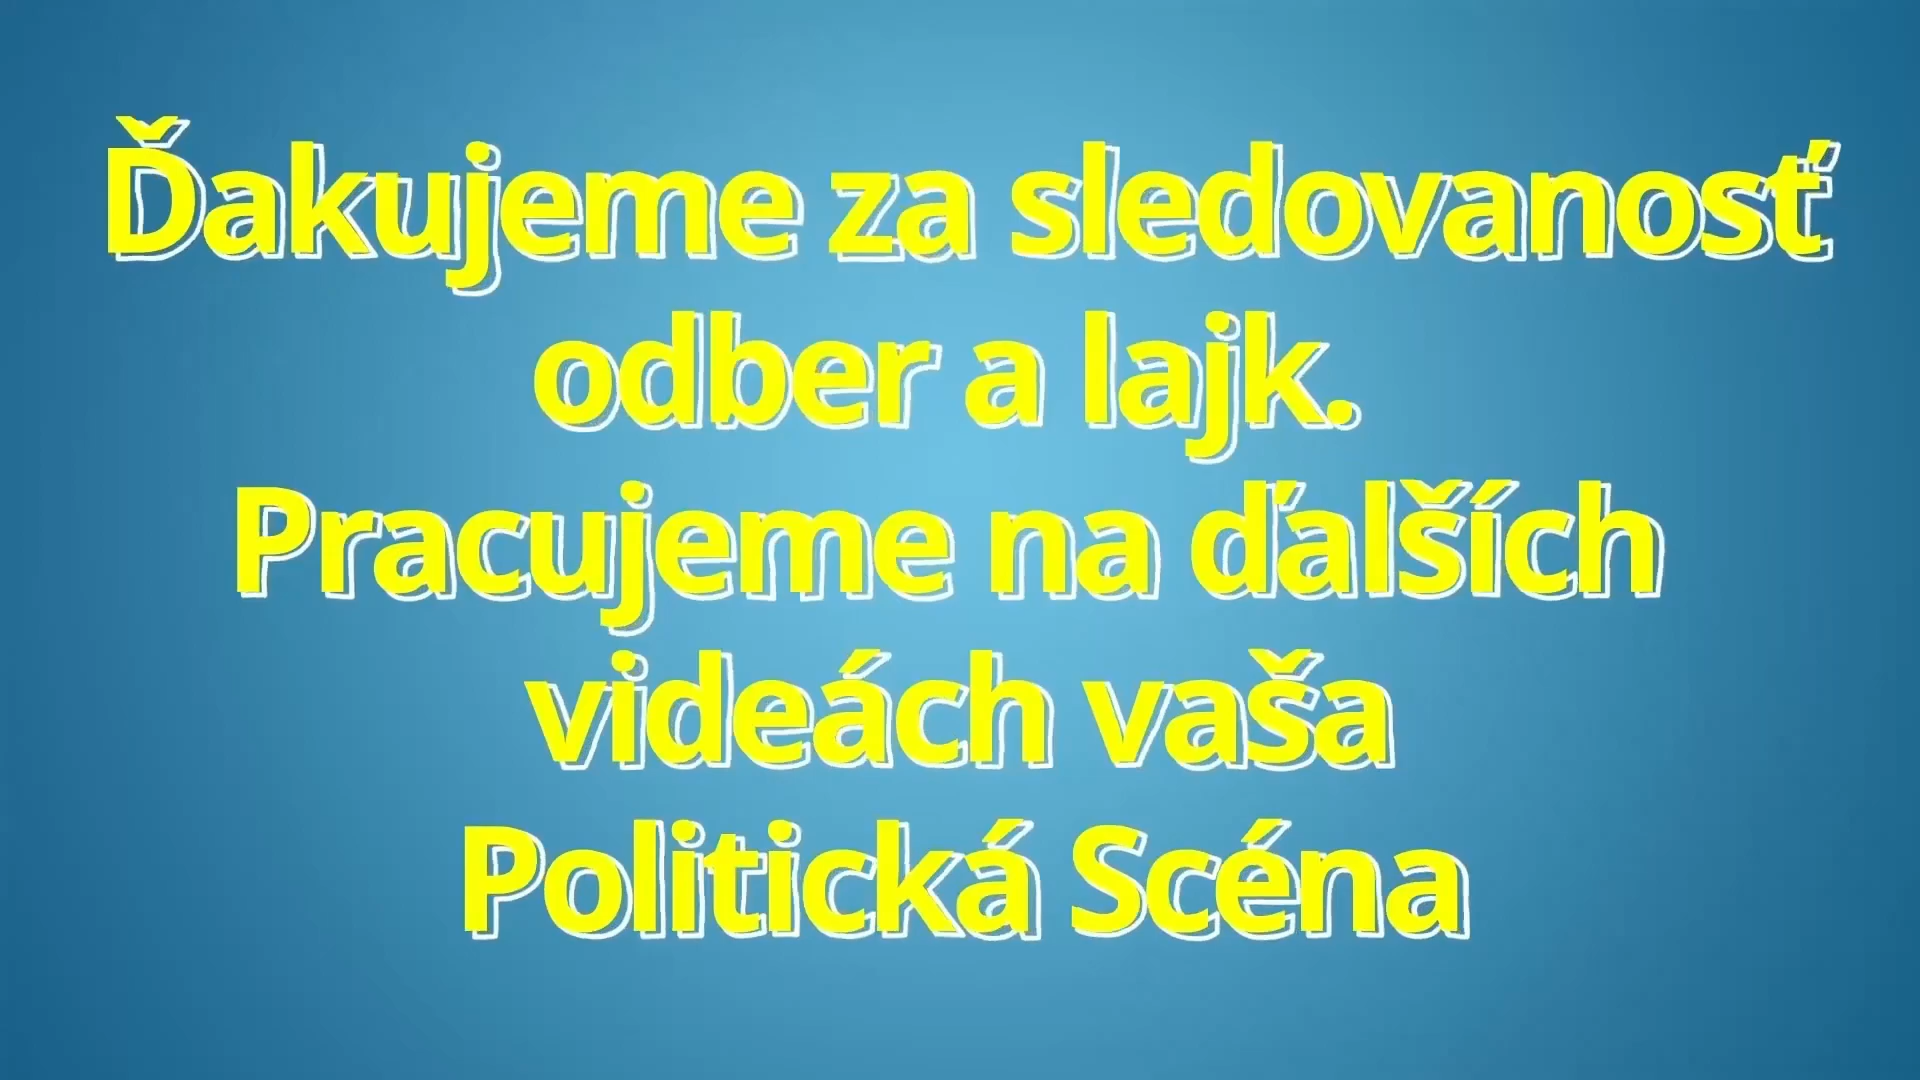 Ďakujeme za sledovanosť
odber a lajk.
Pracujeme na ďalších
videách vaša
Politická Scéna